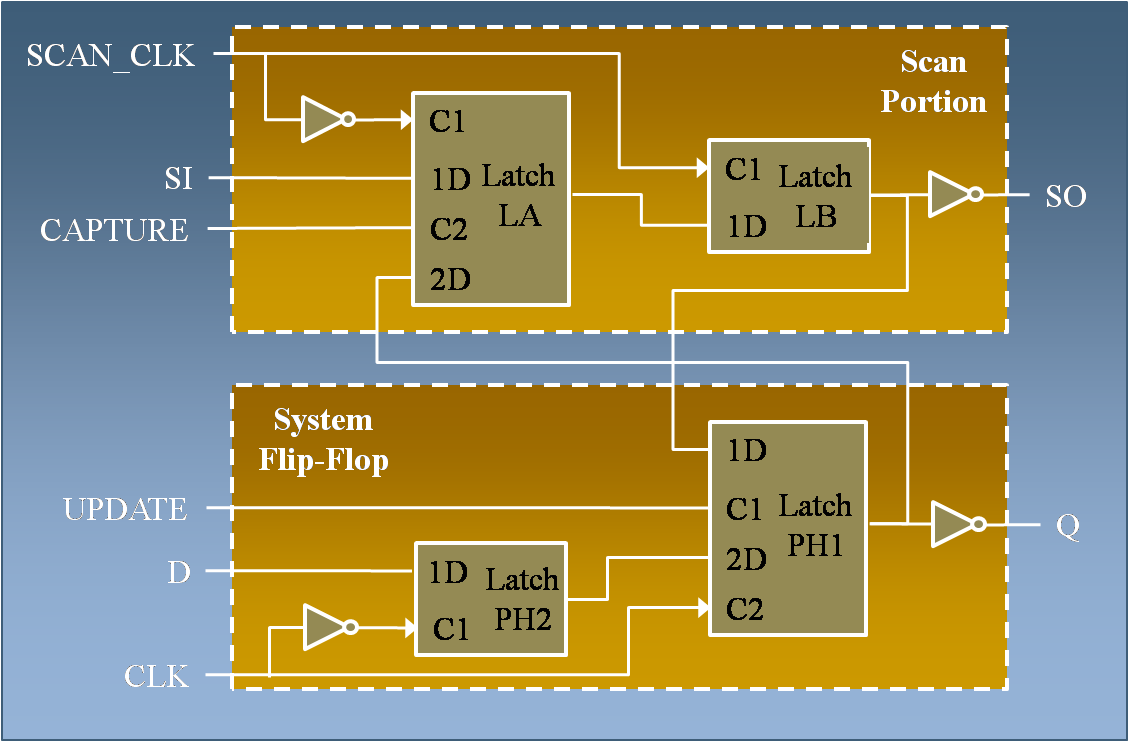 SCAN_CLK
Scan
Portion
C1
SI
1D
Latch
LA
CAPTURE
C2
2D
C1
Latch
LB
1D
SO
System
Flip-Flop
1D
UPDATE
C1
Latch
PH1
2D
C2
Q
D
1D
Latch
PH2
C1
CLK